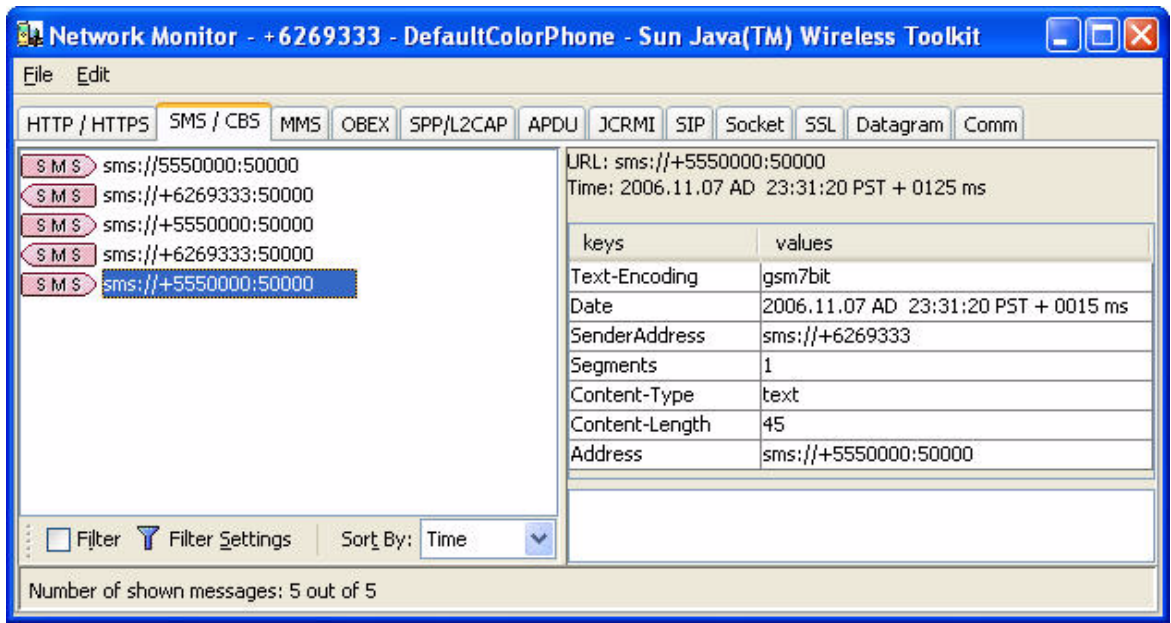 Network Monitor - +6269333 - DefaultColorPhone - Sun Java(TM) Wireless Toolkit
File Edit
HTTP / HTTPS SMS / CBS MMS OBEX SPP/L2CAP APDU JCRMI SIP Socket SSL Datagram Comm
SMS sms://5550000:50000
SMS sms://+6269333:50000
SMS sms://+5550000:50000
SMS sms://+6269333:50000
SMS sms://+5550000:50000
URL: sms://+5550000:50000
Time: 2006.11.07 AD 23:31:20 PST + 0125 ms
keys values
Text-Encoding gsm7bit
Date 2006.11.07 AD 23:31:20 PST + 0015 ms
SenderAddress sms://+6269333
Segments 1
Content-Type text
Content-Length 45
Address sms://+5550000:50000
Filter Filter Settings Sort By: Time
Number of shown messages: 5 out of 5